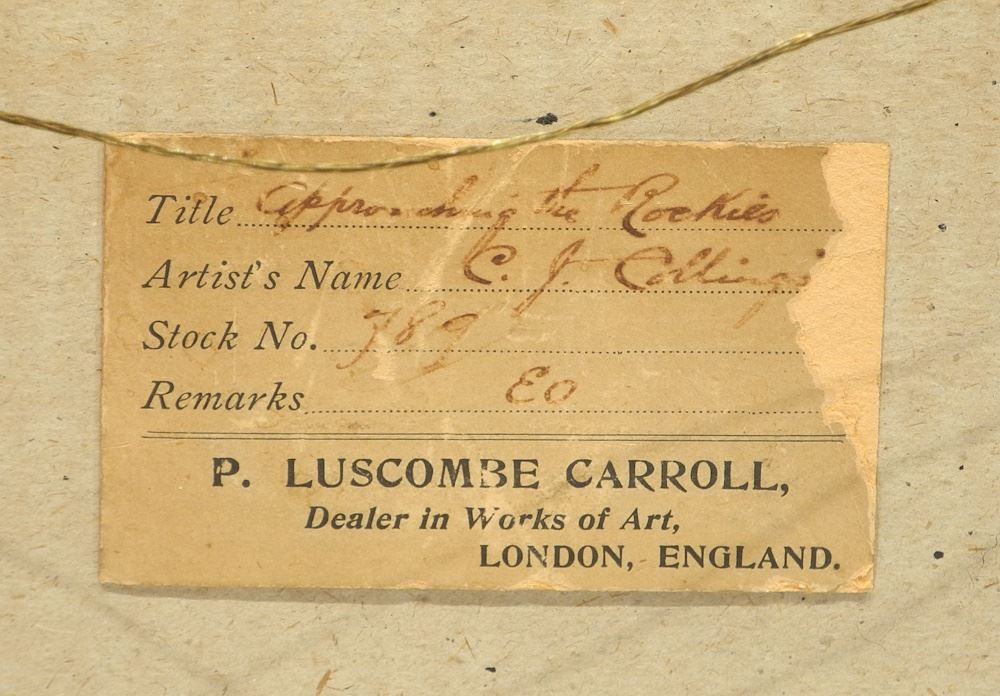 Title Approaching the Rockies
Artist's Name C. J. Collings
Stock No. 789
Remarks EO
P. LUSCOMBE CARROLL,
Dealer in Works of Art,
LONDON, ENGLAND.